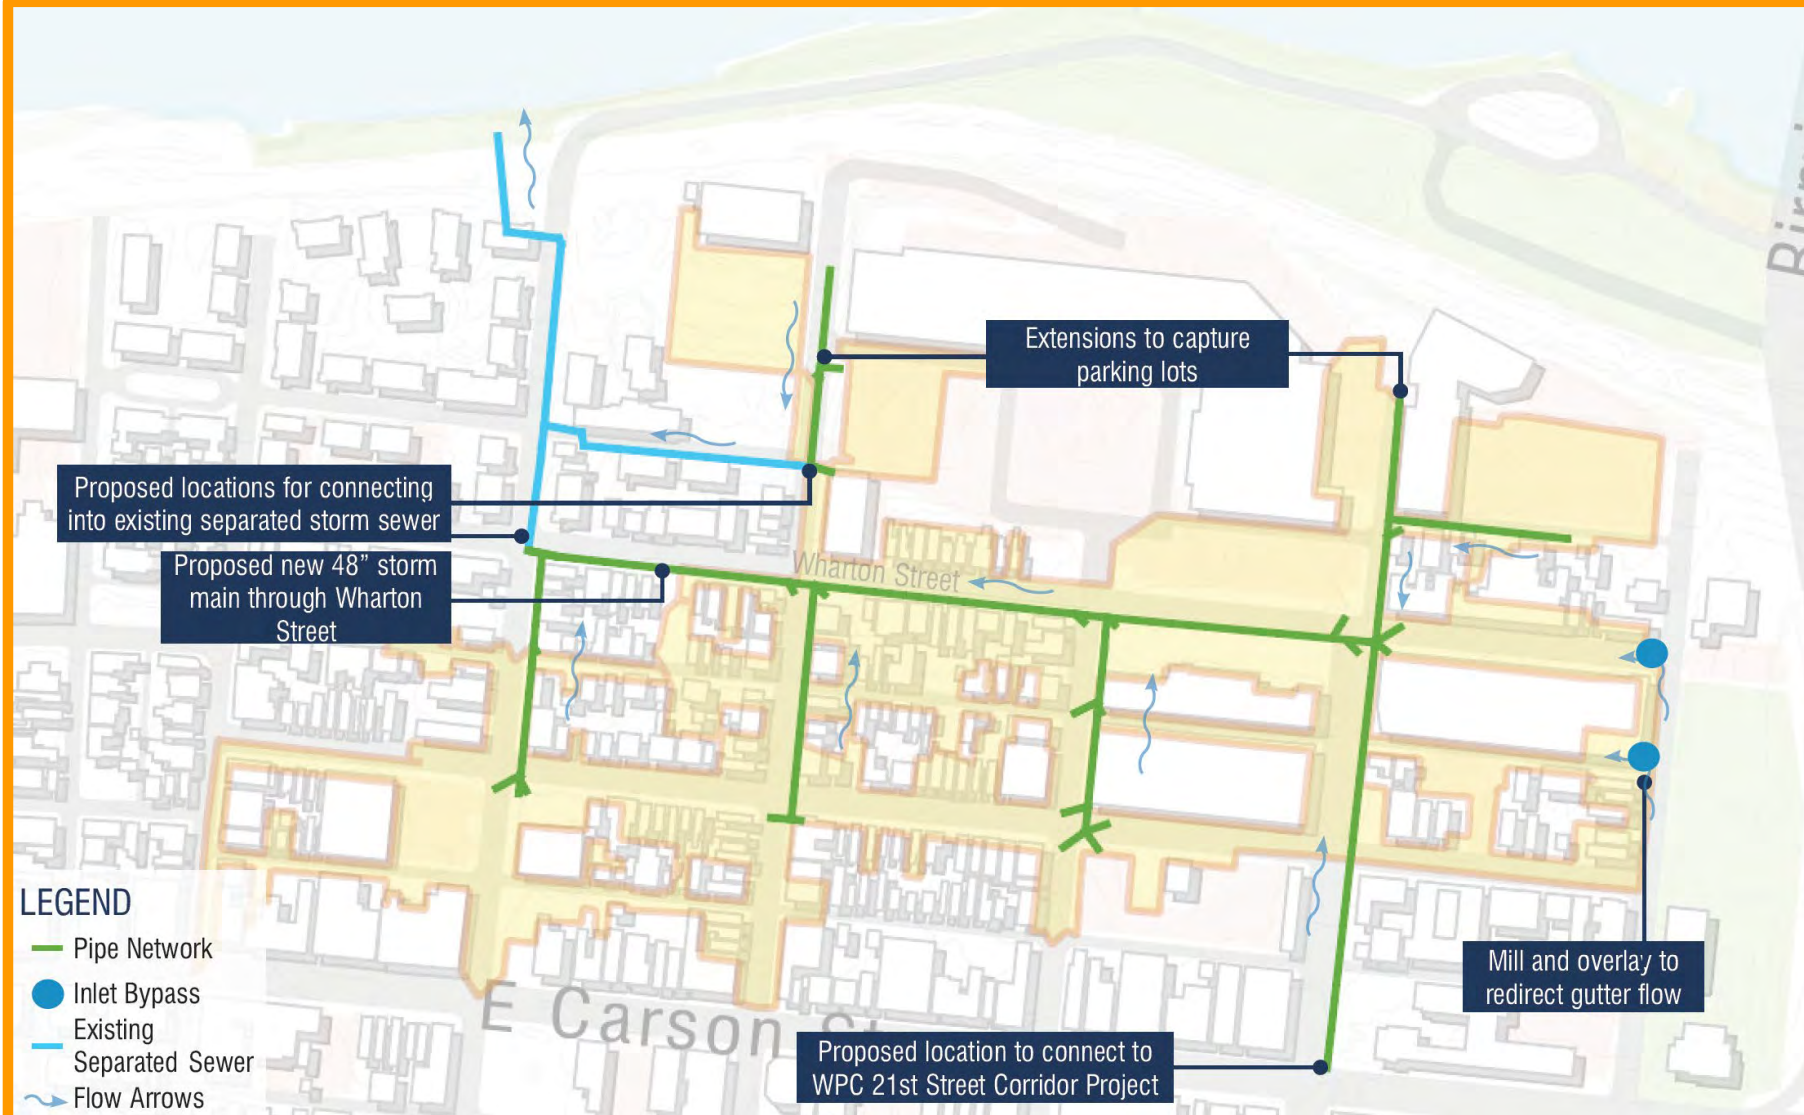 Extensions to capture
parking lots
Proposed locations for connecting
into existing separated storm sewer
Proposed new 48” storm
main through Wharton
Street
Wharton Street
LEGEND
Pipe Network
Inlet Bypass
Existing
Separated Sewer
Flow Arrows
E Carson
Proposed location to connect to
WPC 21st Street Corridor Project
Mill and overlay to
redirect gutter flow